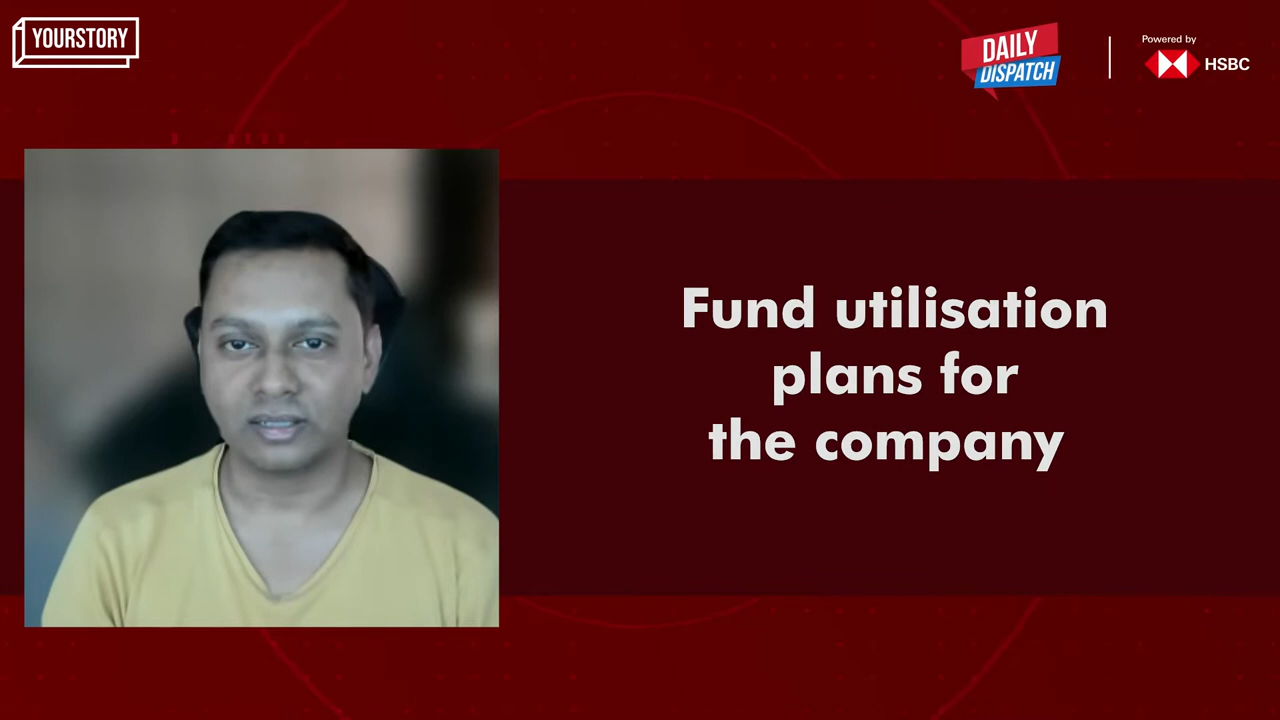 YOURSTORY
DAILY
DISPATCH
Powered by
HSBC
Fund utilisation
plans for
the company